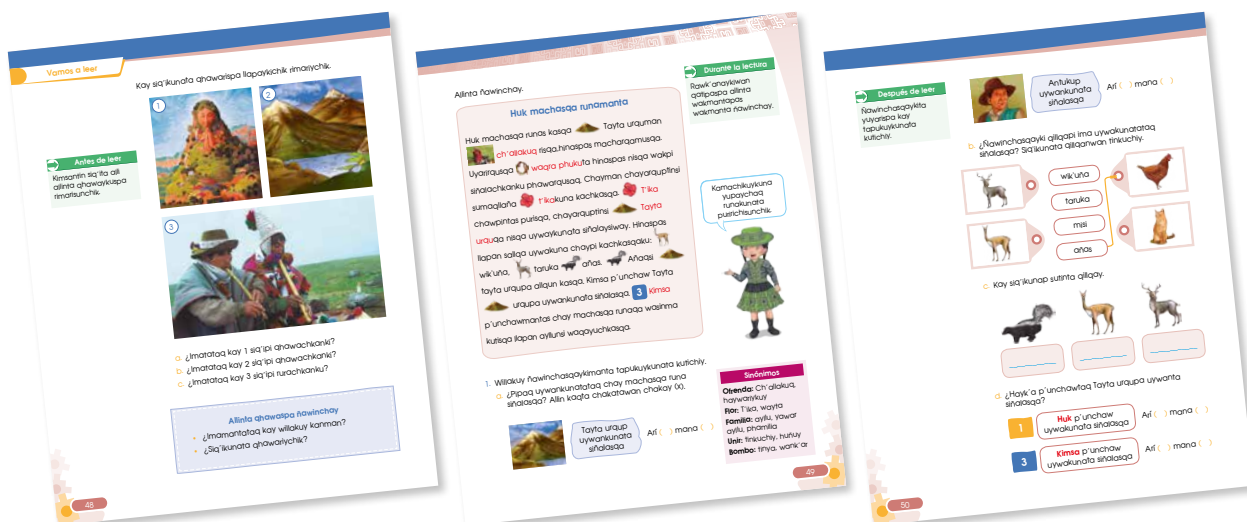 Vamos a leer
Kay siq'ikunata qhawarispa llapaykichik rimariychik.
1
2
Antes de leer
Kimsantin siq'ita alli
allinta qhawaykuspa
rimarisunchik.
3
a. ¿Imatataq kay 1 siq'ipi qhawachkanki?
b. ¿Imatataq kay 2 siq'ipi qhawachkanki?
c. ¿Imatataq kay 3 siq'ipi rurachkanku?
Allinta qhawaspa ñawinchay
• ¿Imamantataq kay willakuy kanman?
• ¿Siq'ikunata qhawariychik?
48
Allinta ñawinchay.
Durante la lectura
Rawk'anaykiwan
qatipaspa allinta
wakmantapas
wakmanta ñawinchay.
Huk machasqa runamanta
Huk machasqa runas kasqa Tayta urquman
ch'allakuq risqa,hinaspas macharqamusqa.
Uyarirqusqa waqra phukuta hinaspas nisqa wakpi
siñalachkanku phawarqusaq. Chayman chayarquptinsi
sumaqllaña t'ikakuna kachkasqa. T'ika
chawpintas purisqa, chayarquptinsi Tayta
urquqa nisqa uywaykunata siñalaysiway. Hinaspas
llapan sallqa uywakuna chaypi kachkasqaku:
wik'uña, taruka añas. Añaqsi
tayta urqupa allqun kasqa. Kimsa p'unchaw Tayta
urqupa uywankunata siñalasqa. 3 Kimsa
p'unchawmantas chay machasqa runaqa wasinma
kutisqa llapan ayllunsi waqayuchkasqa.
Kamachikuykuna
yupaychaq
runakunata
purichisunchik.
1. Willakuy ñawinchasqaykimanta tapukuykunata kutichiy.
a. ¿Pipaq uywankunatataq chay machasqa runa
siñalasqa? Allin kaqta chakatawan chakay (x).
Tayta urqup
uywankunata
siñalasqa
Arí ( ) mana ( )
Sinónimos
Ofrenda: Ch'allakuq,
haywariykuy
Flor: T'ika, wayta
Familia: ayllu, yawar
ayllu, phamilia
Unir: tinkuchiy, huñuy
Bombo: tinya, wank'ar
49
Después de leer
Ñawinchasqaykita
yuyarispa kay
tapukuykunata
kutichiy.
Antukup
uywankunata
siñalasqa
Arí ( ) mana ( )
b. ¿Ñawinchasqayki qillqapi ima uywakunatataq
siñalasqa? Siq'ikunata qillqanwan tinkuchiy.
wik'uña
taruka
misi
añas
c. Kay siq'ikunap sutinta qillqay.
d. ¿Hayk'a p'unchawtaq Tayta urqupa uywanta
siñalasqa?
1
Huk p'unchaw
uywakunata siñalasqa
Arí ( ) mana ( )
3
Kimsa p'unchaw
uywakunata siñalasqa
Arí ( ) mana ( )
50